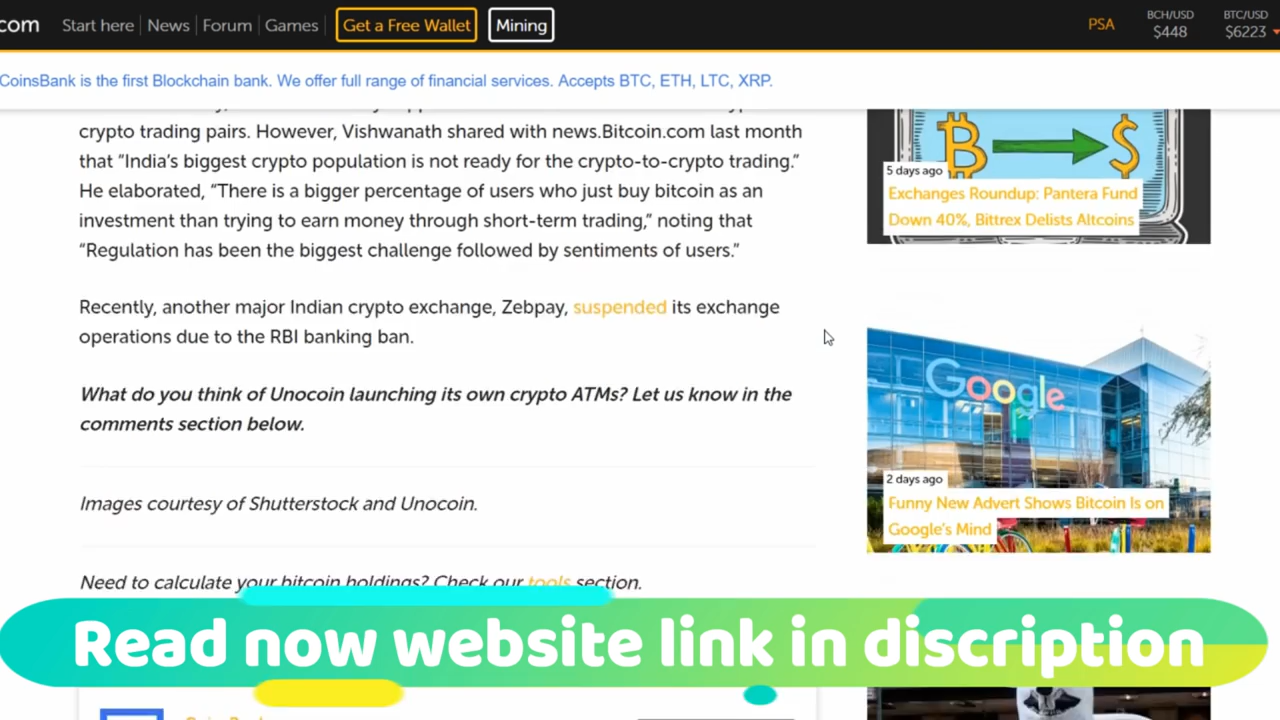 .com
Start here
News
Forum
Games
Get a Free Wallet
Mining
PSA
BCH/USD
$448
BTC/USD
$6223
CoinsBank is the first Blockchain bank. We offer full range of financial services. Accepts BTC, ETH, LTC, XRP.
crypto trading pairs. However, Vishwanath shared with news.Bitcoin.com last month
that “India’s biggest crypto population is not ready for the crypto-to-crypto trading.”
He elaborated, “There is a bigger percentage of users who just buy bitcoin as an
investment than trying to earn money through short-term trading,” noting that
“Regulation has been the biggest challenge followed by sentiments of users.”
Recently, another major Indian crypto exchange, Zebpay, suspended its exchange
operations due to the RBI banking ban.
What do you think of Unocoin launching its own crypto ATMs? Let us know in the
comments section below.
Images courtesy of Shutterstock and Unocoin.
Need to calculate your bitcoin holdings? Check our tools section.
5 days ago
Exchanges Roundup: Pantera Fund
Down 40%, Bittrex Delists Altcoins
Google
2 days ago
Funny New Advert Shows Bitcoin Is on
Google’s Mind
Read now website link in discription